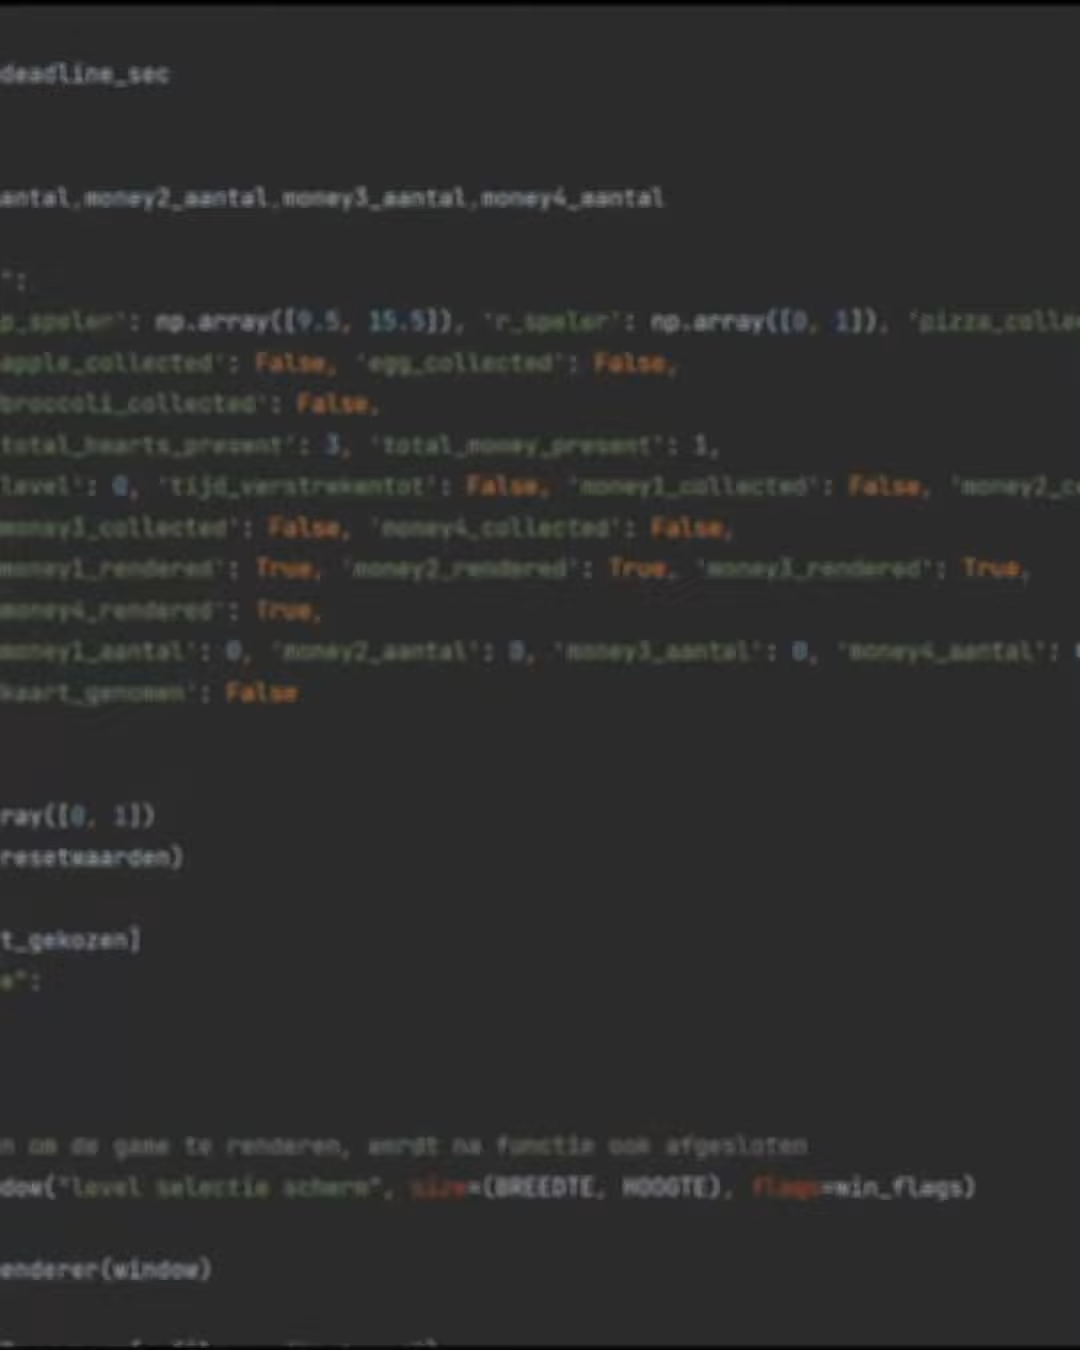 deadline_sec
antal,money2_aantal,money3_aantal,money4_aantal
":
p_speler': np.array([9.5, 15.5]), 'r_speler': np.array([0, 1]), 'pizza_collec
apple_collected': False, 'egg_collected': False,
broccoli_collected': False,
total_hearts_present': 3, 'total_money_present': 1,
level': 0, 'tijd_verstrekentot': False, 'money1_collected': False, 'money2_co
money3_collected': False, 'money4_collected': False,
money1_rendered': True, 'money2_rendered': True, 'money3_rendered': True,
money4_rendered': True,
money1_aantal': 0, 'money2_aantal': 0, 'money3_aantal': 0, 'money4_aantal':
kaart_genomen': False
ray([0, 1])
resetwaarden)
t_gekozen]
e":
n om de game te renderen, wordt na functie ook afgesloten
dow("level selectie scherm", size=(BREEDTE, HOOGTE), flags=win_flags)
enderer(window)